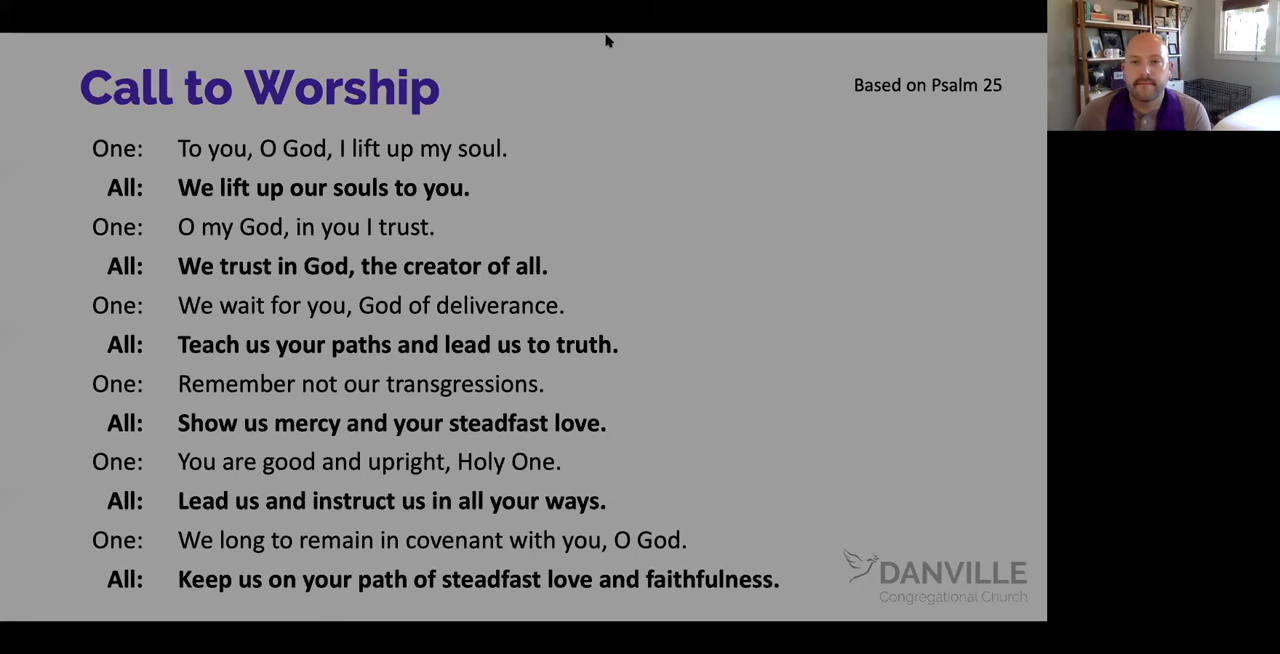 Call to Worship
Based on Psalm 25
One: To you, O God, I lift up my soul.
All: We lift up our souls to you.
One: O my God, in you I trust.
All: We trust in God, the creator of all.
One: We wait for you, God of deliverance.
All: Teach us your paths and lead us to truth.
One: Remember not our transgressions.
All: Show us mercy and your steadfast love.
One: You are good and upright, Holy One.
All: Lead us and instruct us in all your ways.
One: We long to remain in covenant with you, O God.
All: Keep us on your path of steadfast love and faithfulness.
DANVILLE
Congregational Church